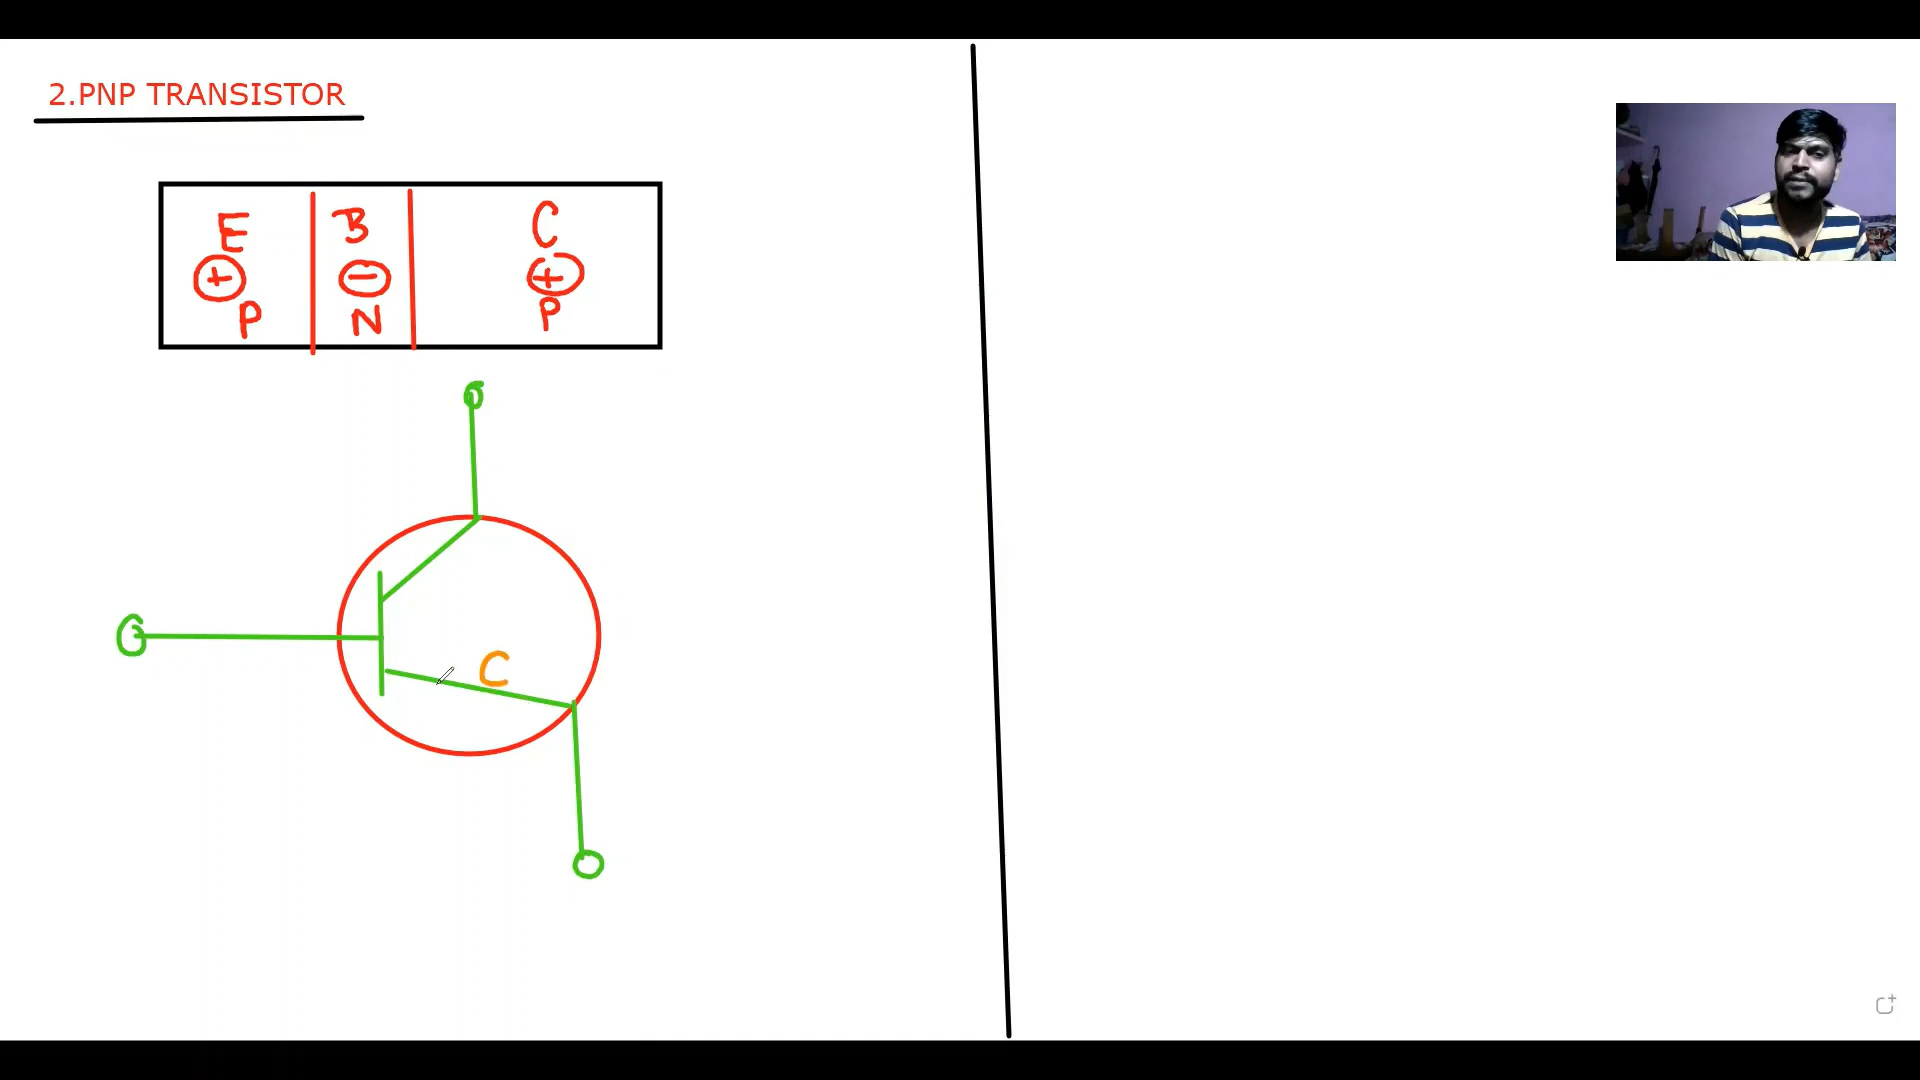 2.PNP TRANSISTOR
E B C
+ − +
P N P
C